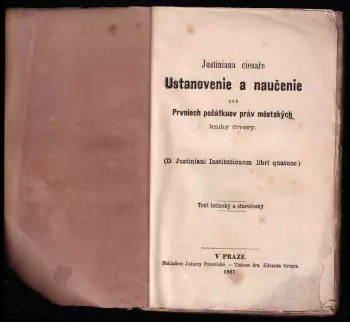 Justiniana ciesaře
Ustanovenie a naučenie
neb
Prvniech počátkuov práv městských
knihy čtvery.
(D. Justiniani Institutionum libri quatuor.)
Text latinský a staročeský.
V PRAZE.
Nákladem Jednoty Právnické. — Tiskem dra. Edvarda Grégra.
1867.